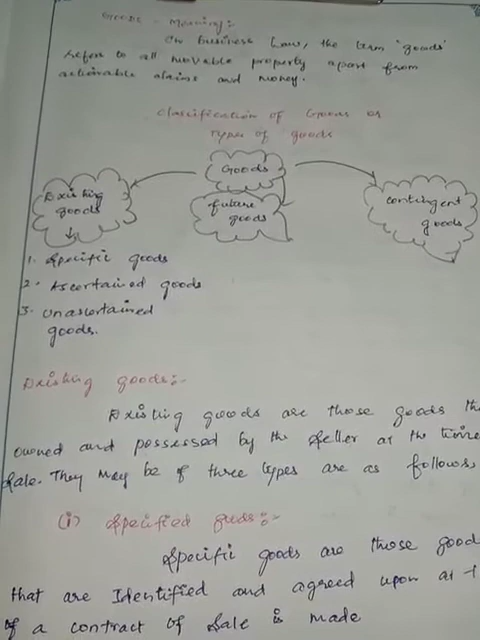 Goods - Meaning:-
In Business Law, the term 'goods'
refers to all movable property apart from
actionable claims and money.
Classification of Goods or
Types of goods
Goods
Existing
goods
future
goods
contingent
goods
1. Specific goods
2. Ascertained goods
3. unascertained
goods.
Existing goods:-
Existing goods are those goods th
owned and possessed by the seller at the time
sale. They may be of three types are as follows,
(i) Specified guds:-
Specific goods are those good
that are Identified and agreed upon at t
of a contract of sale is made